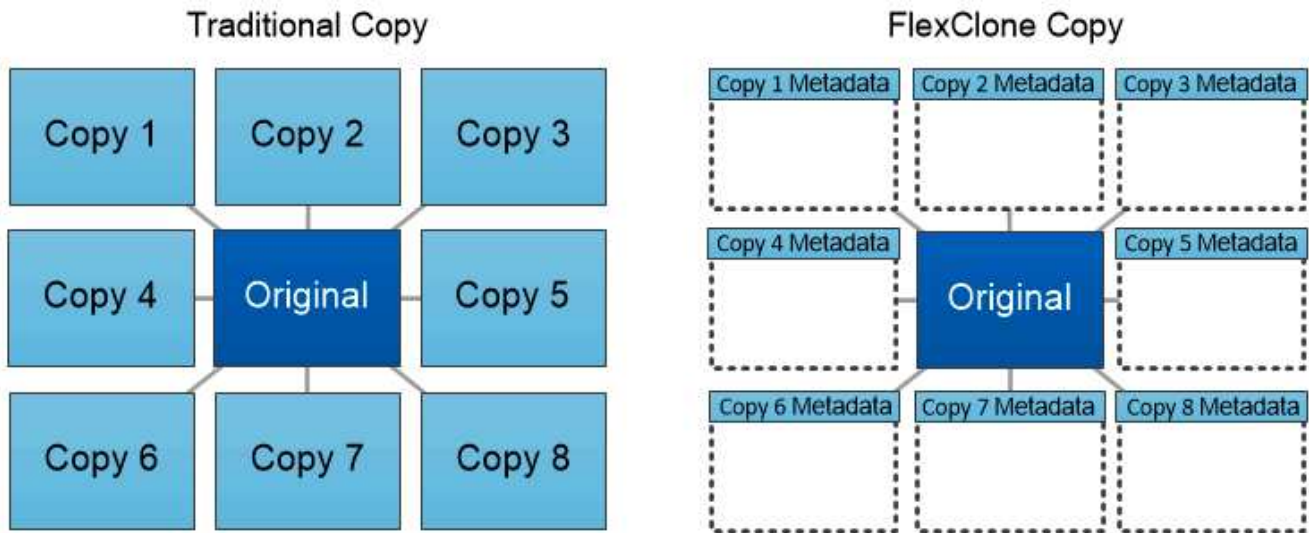 Traditional Copy
Copy 1
Copy 2
Copy 3
Copy 4
Original
Copy 5
Copy 6
Copy 7
Copy 8
FlexClone Copy
Copy 1 Metadata
Copy 2 Metadata
Copy 3 Metadata
Copy 4 Metadata
Original
Copy 5 Metadata
Copy 6 Metadata
Copy 7 Metadata
Copy 8 Metadata